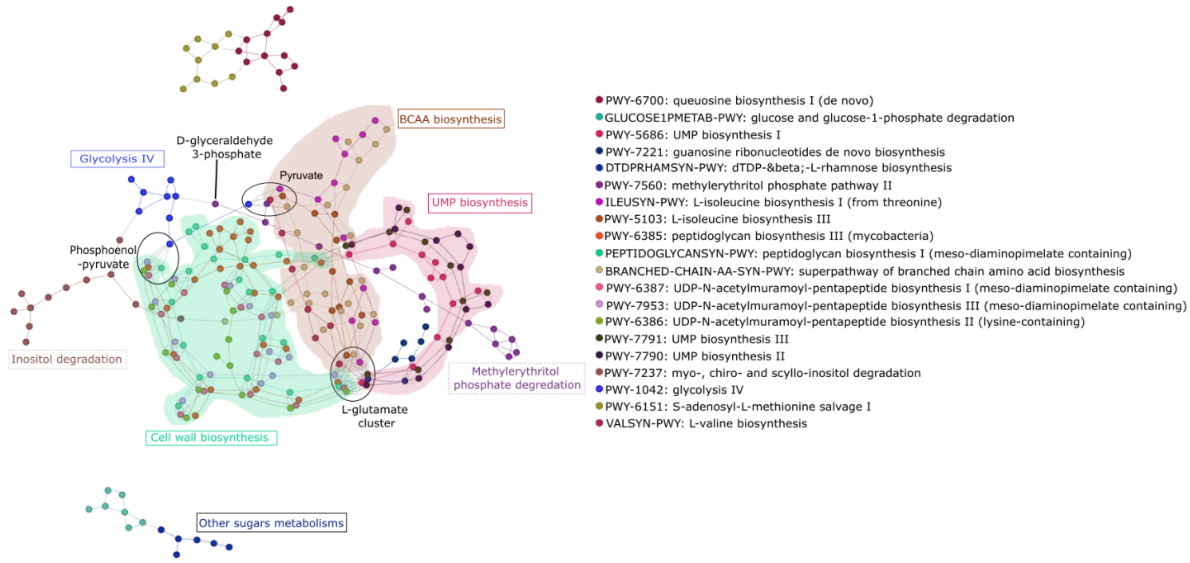 BCAA biosynthesis
D-glyceraldehyde
3-phosphate
Glycolysis IV
Pyruvate
UMP biosynthesis
Phosphoenol
-pyruvate
Inositol degradation
Methylerythritol
phosphate degredation
L-glutamate
cluster
Cell wall biosynthesis
Other sugars metabolisms
PWY-6700: queuosine biosynthesis I (de novo)
GLUCOSE1PMETAB-PWY: glucose and glucose-1-phosphate degradation
PWY-5686: UMP biosynthesis I
PWY-7221: guanosine ribonucleotides de novo biosynthesis
DTDPRHAMSYN-PWY: dTDP-&beta;-L-rhamnose biosynthesis
PWY-7560: methylerythritol phosphate pathway II
ILEUSYN-PWY: L-isoleucine biosynthesis I (from threonine)
PWY-5103: L-isoleucine biosynthesis III
PWY-6385: peptidoglycan biosynthesis III (mycobacteria)
PEPTIDOGLYCANSYN-PWY: peptidoglycan biosynthesis I (meso-diaminopimelate containing)
BRANCHED-CHAIN-AA-SYN-PWY: superpathway of branched chain amino acid biosynthesis
PWY-6387: UDP-N-acetylmuramoyl-pentapeptide biosynthesis I (meso-diaminopimelate containing)
PWY-7953: UDP-N-acetylmuramoyl-pentapeptide biosynthesis III (meso-diaminopimelate containing)
PWY-6386: UDP-N-acetylmuramoyl-pentapeptide biosynthesis II (lysine-containing)
PWY-7791: UMP biosynthesis III
PWY-7790: UMP biosynthesis II
PWY-7237: myo-, chiro- and scyllo-inositol degradation
PWY-1042: glycolysis IV
PWY-6151: S-adenosyl-L-methionine salvage I
VALSYN-PWY: L-valine biosynthesis